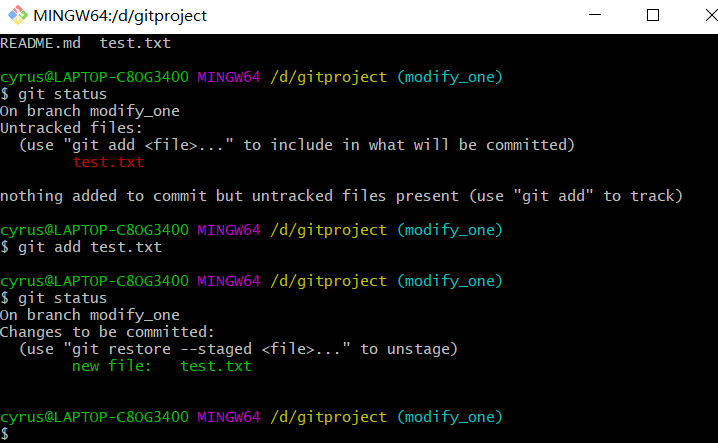 MINGW64:/d/gitproject
README.md  test.txt
cyrus@LAPTOP-C8OG3400 MINGW64 /d/gitproject (modify_one)
$ git status
On branch modify_one
Untracked files:
  (use "git add <file>..." to include in what will be committed)
        test.txt
nothing added to commit but untracked files present (use "git add" to track)
cyrus@LAPTOP-C8OG3400 MINGW64 /d/gitproject (modify_one)
$ git add test.txt
cyrus@LAPTOP-C8OG3400 MINGW64 /d/gitproject (modify_one)
$ git status
On branch modify_one
Changes to be committed:
  (use "git restore --staged <file>..." to unstage)
        new file:   test.txt
cyrus@LAPTOP-C8OG3400 MINGW64 /d/gitproject (modify_one)
$